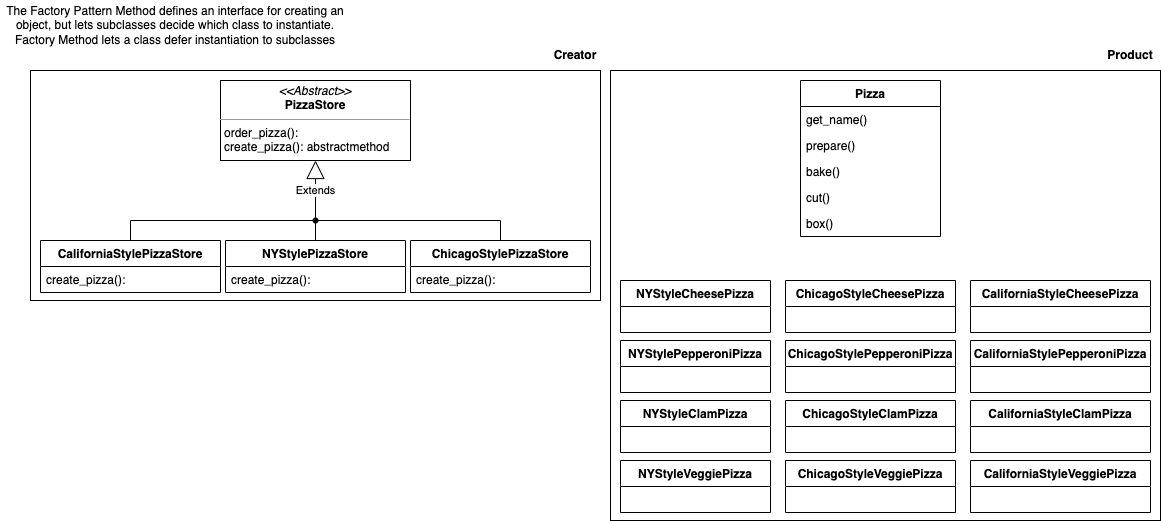 The Factory Pattern Method defines an interface for creating an
object, but lets subclasses decide which class to instantiate.
Factory Method lets a class defer instantiation to subclasses
Creator
<<Abstract>>
PizzaStore
order_pizza():
create_pizza(): abstractmethod
Extends
CaliforniaStylePizzaStore
create_pizza():
NYStylePizzaStore
create_pizza():
ChicagoStylePizzaStore
create_pizza():
Product
Pizza
get_name()
prepare()
bake()
cut()
box()
NYStyleCheesePizza
ChicagoStyleCheesePizza
CaliforniaStyleCheesePizza
NYStylePepperoniPizza
ChicagoStylePepperoniPizza
CaliforniaStylePepperoniPizza
NYStyleClamPizza
ChicagoStyleClamPizza
CaliforniaStyleClamPizza
NYStyleVeggiePizza
ChicagoStyleVeggiePizza
CaliforniaStyleVeggiePizza